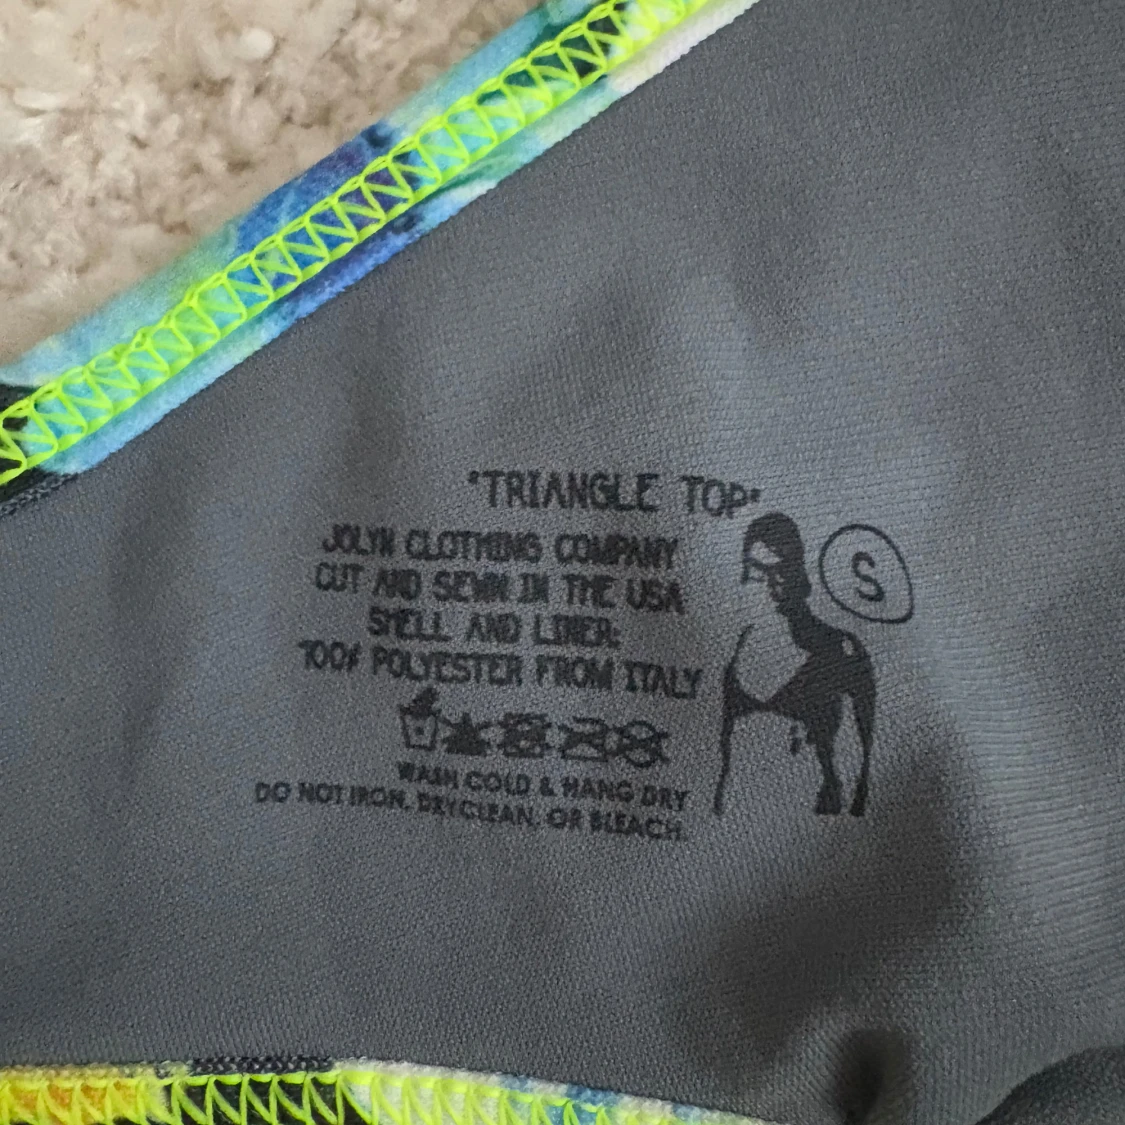 "TRIANGLE TOP"
JOLYN CLOTHING COMPANY
CUT AND SEWN IN THE USA
SHELL AND LINER:
100% POLYESTER FROM ITALY
WASH COLD & HANG DRY
DO NOT IRON, DRYCLEAN, OR BLEACH
S